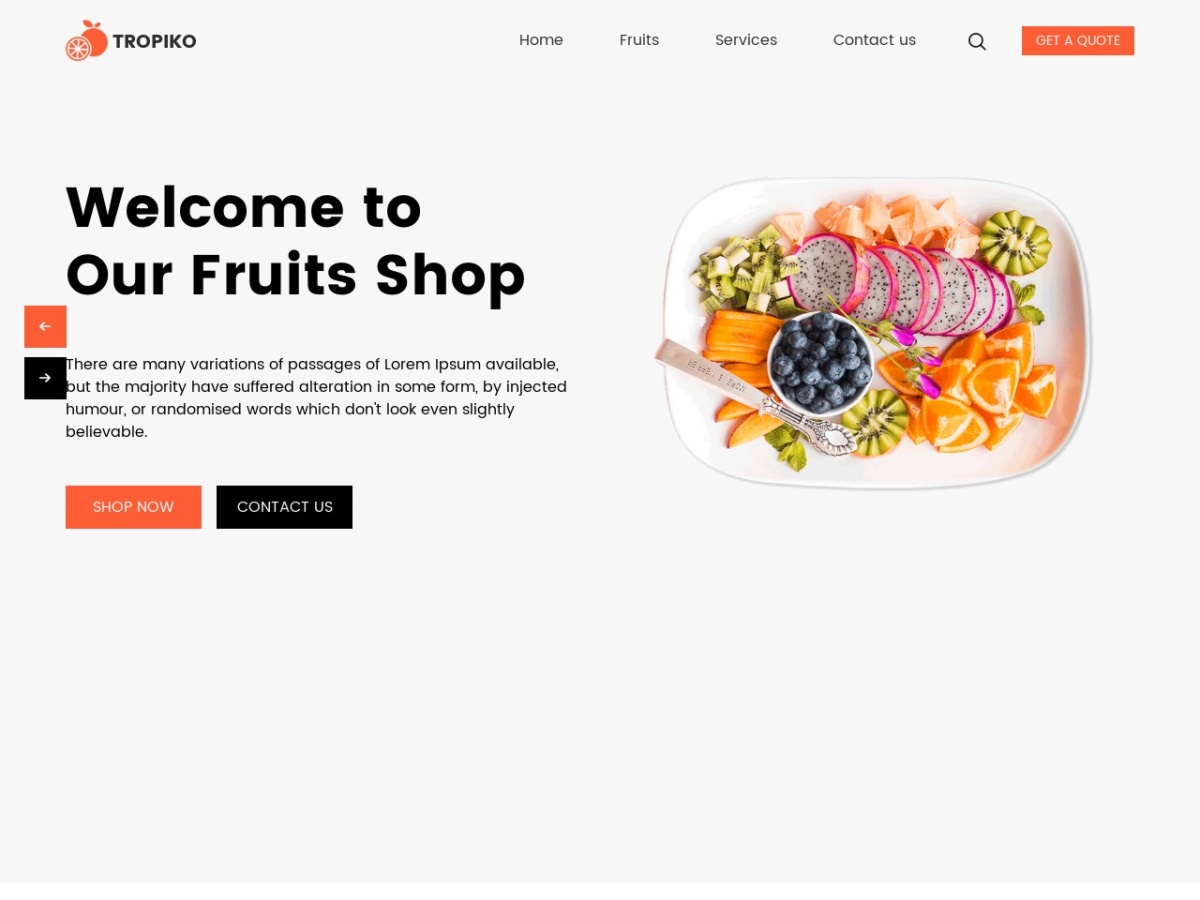 TROPIKO
Home
Fruits
Services
Contact us
GET A QUOTE
Welcome to
Our Fruits Shop
There are many variations of passages of Lorem Ipsum available,
but the majority have suffered alteration in some form, by injected
humour, or randomised words which don't look even slightly
believable.
SHOP NOW
CONTACT US